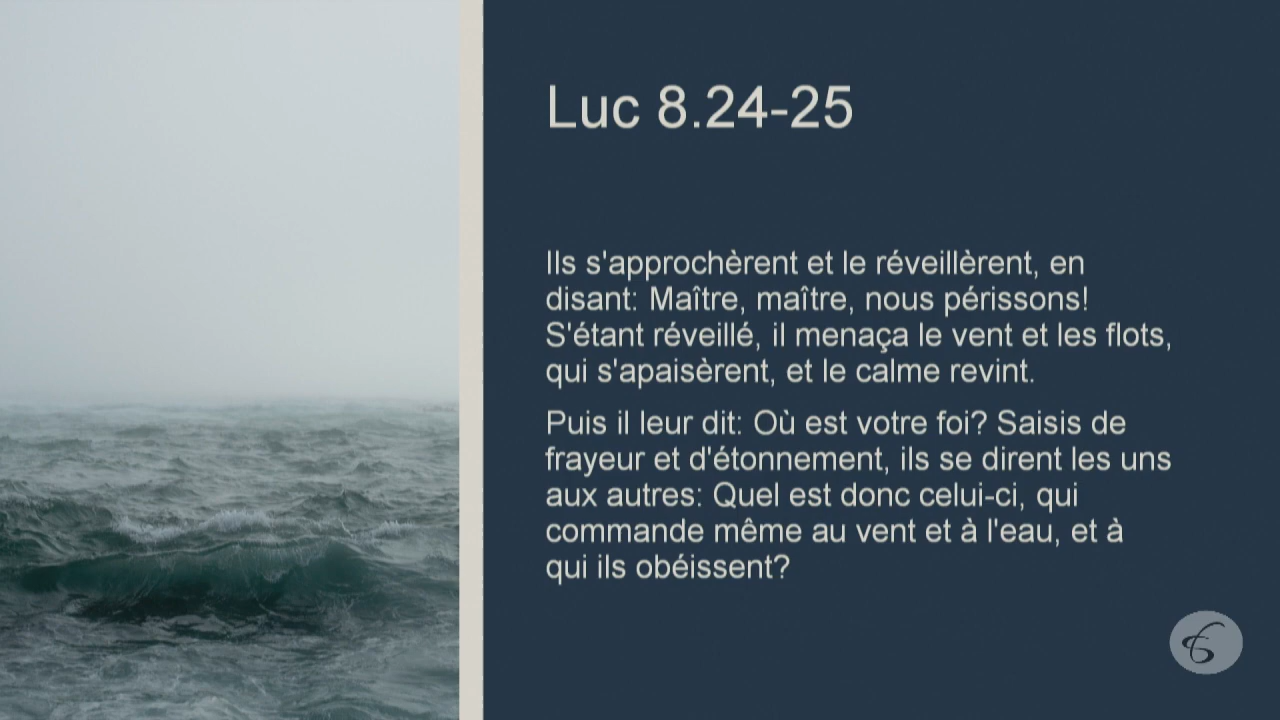 Luc 8.24-25
Ils s'approchèrent et le réveillèrent, en
disant: Maître, maître, nous périssons!
S'étant réveillé, il menaça le vent et les flots,
qui s'apaisèrent, et le calme revint.
Puis il leur dit: Où est votre foi? Saisis de
frayeur et d'étonnement, ils se dirent les uns
aux autres: Quel est donc celui-ci, qui
commande même au vent et à l'eau, et à
qui ils obéissent?